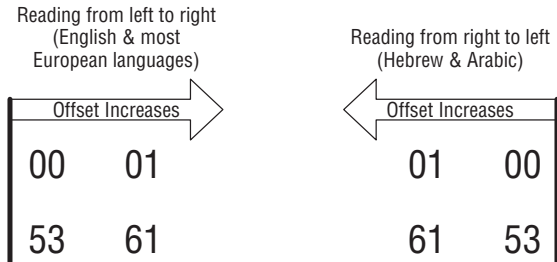 Reading from left to right
(English & most
European languages)
Offset Increases
00 01
53 61
Reading from right to left
(Hebrew & Arabic)
Offset Increases
01 00
61 53